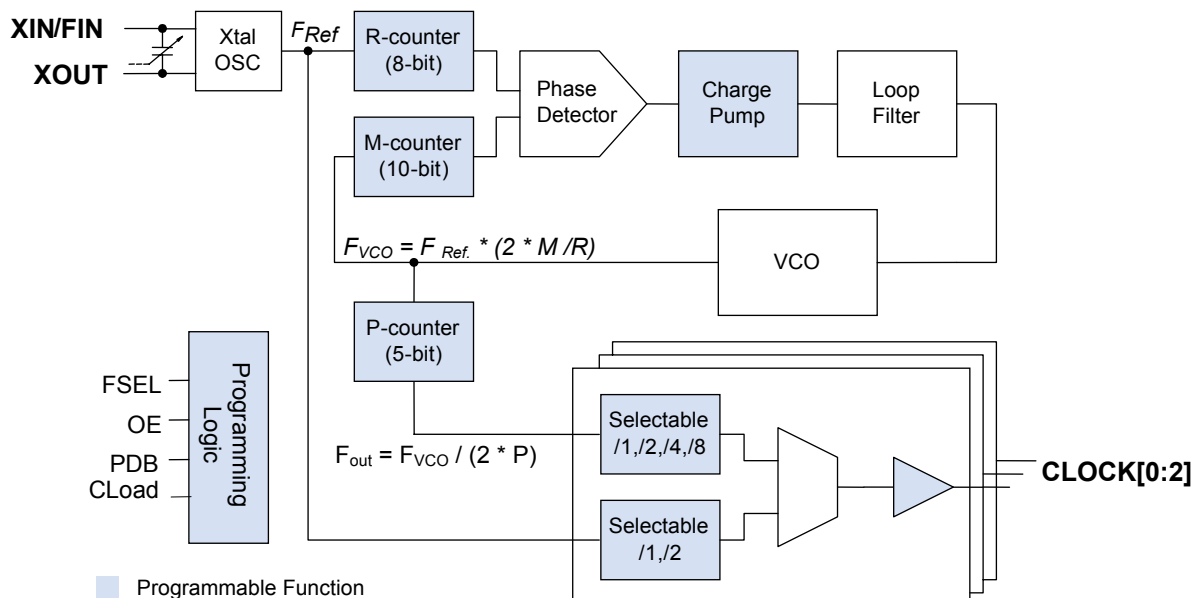 XIN/FIN
XOUT
Xtal
OSC
FRef
R-counter
(8-bit)
M-counter
(10-bit)
Phase
Detector
Charge
Pump
Loop
Filter
FVCO = F Ref. * (2 * M /R)
VCO
P-counter
(5-bit)
Fout = FVCO / (2 * P)
FSEL
OE
PDB
CLoad
Programming
Logic
Selectable
/1,/2,/4,/8
Selectable
/1,/2
CLOCK[0:2]
Programmable Function